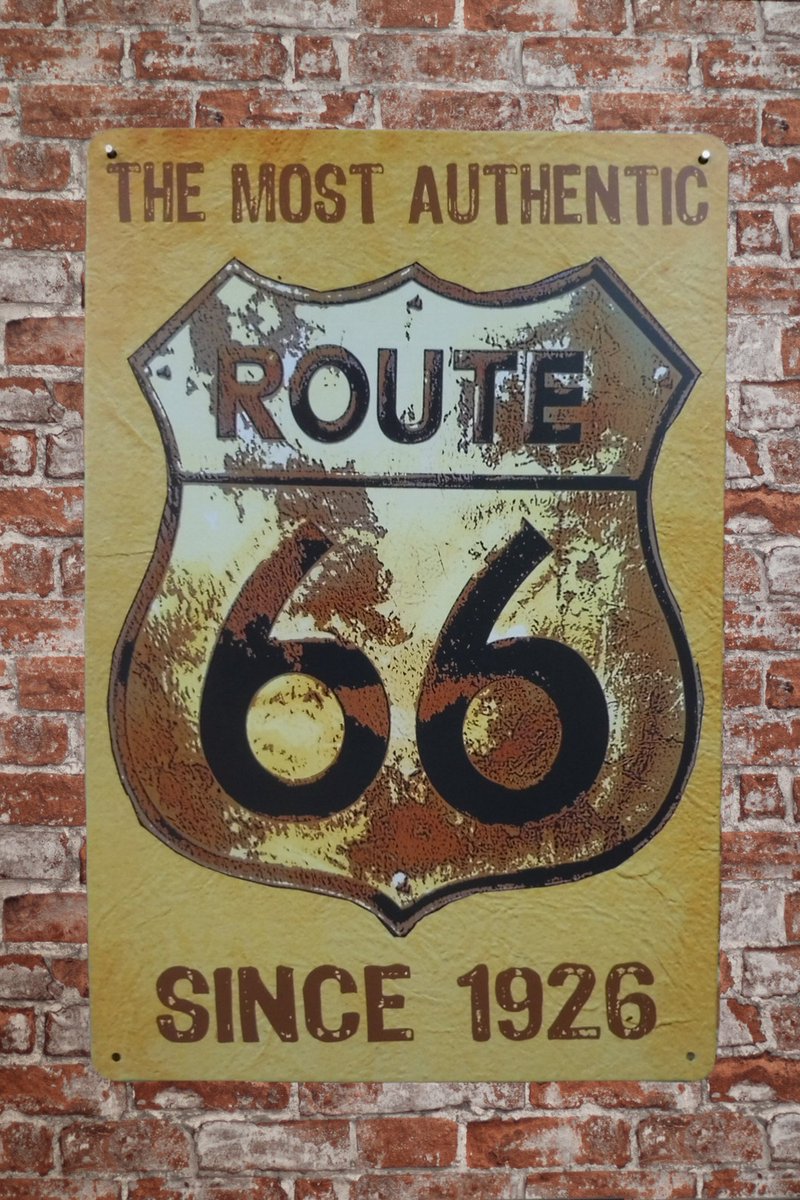 THE MOST AUTHENTIC
ROUTE
66
SINCE 1926